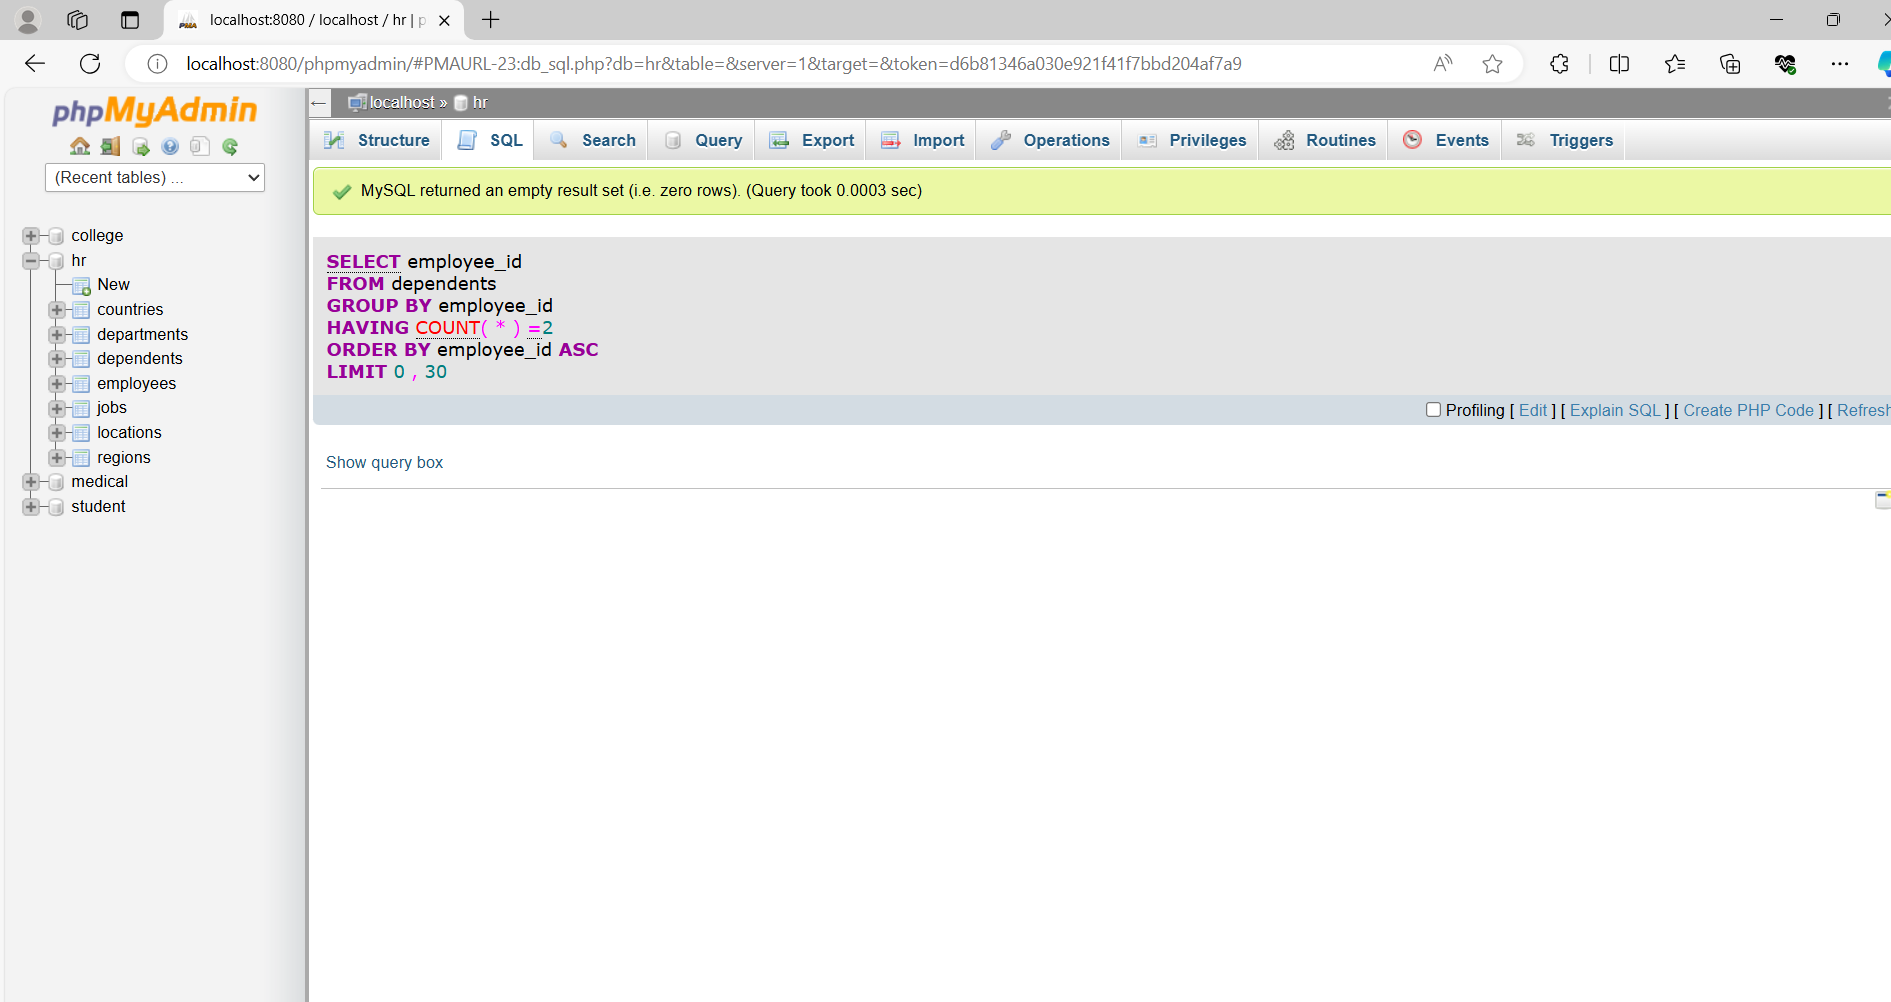 localhost:8080 / localhost / hr | p
localhost:8080/phpmyadmin/#PMAURL-23:db_sql.php?db=hr&table=&server=1&target=&token=d6b81346a030e921f41f7bbd204af7a9
phpMyAdmin
(Recent tables) ...
college
hr
New
countries
departments
dependents
employees
jobs
locations
regions
medical
student
localhost » hr
Structure SQL Search Query Export Import Operations Privileges Routines Events Triggers
MySQL returned an empty result set (i.e. zero rows). (Query took 0.0003 sec)
SELECT employee_id
FROM dependents
GROUP BY employee_id
HAVING COUNT( * ) =2
ORDER BY employee_id ASC
LIMIT 0 , 30
Profiling [ Edit ] [ Explain SQL ] [ Create PHP Code ] [ Refresh
Show query box